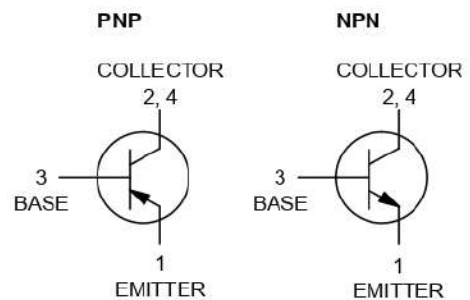 PNP
COLLECTOR
2, 4
3
BASE
1
EMITTER
NPN
COLLECTOR
2, 4
3
BASE
1
EMITTER